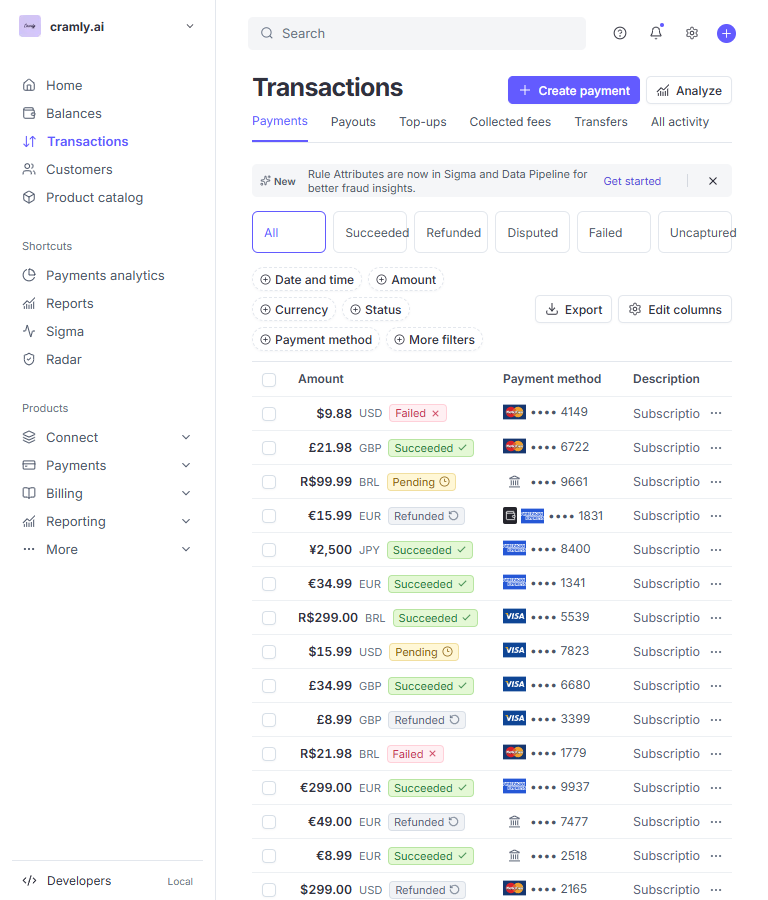 cramly.ai
Search
Home
Balances
Transactions
Customers
Product catalog
Shortcuts
Payments analytics
Reports
Sigma
Radar
Products
Connect
Payments
Billing
Reporting
More
Developers Local
Transactions
Create payment Analyze
Payments Payouts Top-ups Collected fees Transfers All activity
New Rule Attributes are now in Sigma and Data Pipeline for
better fraud insights. Get started
All Succeeded Refunded Disputed Failed Uncaptured
Date and time Amount
Currency Status Export Edit columns
Payment method More filters
Amount Payment method Description
$9.88 USD Failed •••• 4149 Subscriptio ···
£21.98 GBP Succeeded •••• 6722 Subscriptio ···
R$99.99 BRL Pending •••• 9661 Subscriptio ···
€15.99 EUR Refunded •••• 1831 Subscriptio ···
¥2,500 JPY Succeeded •••• 8400 Subscriptio ···
€34.99 EUR Succeeded •••• 1341 Subscriptio ···
R$299.00 BRL Succeeded VISA •••• 5539 Subscriptio ···
$15.99 USD Pending VISA •••• 7823 Subscriptio ···
£34.99 GBP Succeeded VISA •••• 6680 Subscriptio ···
£8.99 GBP Refunded VISA •••• 3399 Subscriptio ···
R$21.98 BRL Failed •••• 1779 Subscriptio ···
€299.00 EUR Succeeded •••• 9937 Subscriptio ···
€49.00 EUR Refunded •••• 7477 Subscriptio ···
€8.99 EUR Succeeded •••• 2518 Subscriptio ···
$299.00 USD Refunded •••• 2165 Subscriptio ···